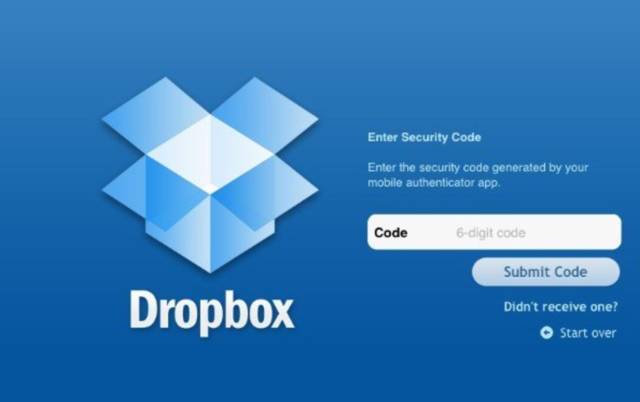 Dropbox
Enter Security Code
Enter the security code generated by your
mobile authenticator app.
Code 6-digit code
Submit Code
Didn't receive one?
Start over